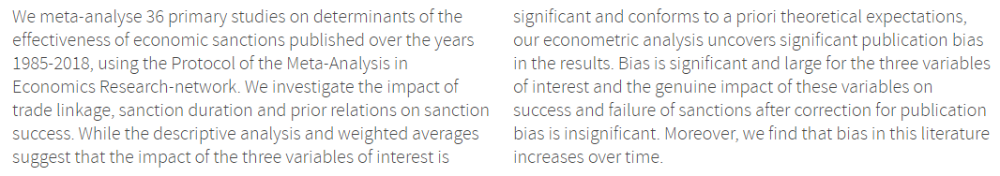 We meta-analyse 36 primary studies on determinants of the
effectiveness of economic sanctions published over the years
1985-2018, using the Protocol of the Meta-Analysis in
Economics Research-network. We investigate the impact of
trade linkage, sanction duration and prior relations on sanction
success. While the descriptive analysis and weighted averages
suggest that the impact of the three variables of interest is
significant and conforms to a priori theoretical expectations,
our econometric analysis uncovers significant publication bias
in the results. Bias is significant and large for the three variables
of interest and the genuine impact of these variables on
success and failure of sanctions after correction for publication
bias is insignificant. Moreover, we find that bias in this literature
increases over time.